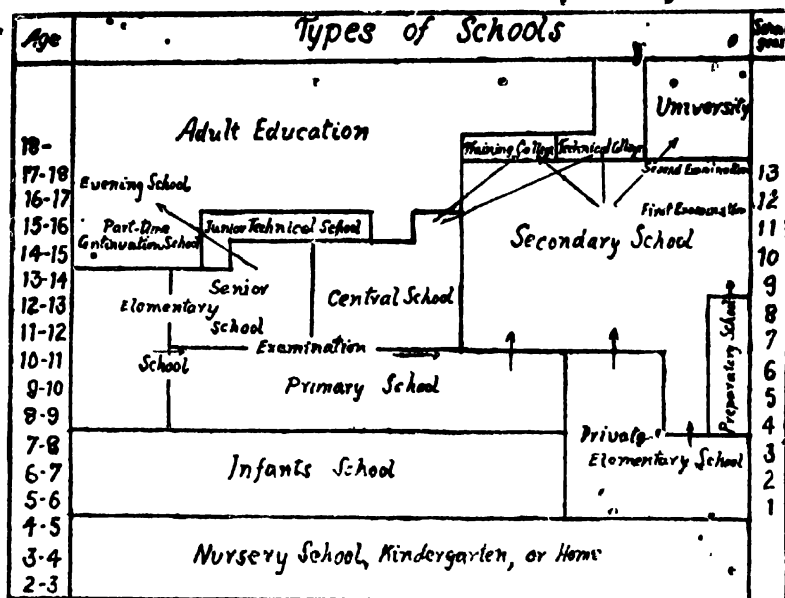 Age
Types of Schools
School years
Adult Education
University
18-
Training College
Technical College
17-18
Second Examination
13
Evening School
16-17
First Examination
12
15-16
Part-time
Continuation School
Junior Technical School
Secondary School
11
14-15
10
13-14
Senior
School
Central School
9
12-13
Elomentary
School
8
11-12
7
10-11
Examination
6
9-10
Primary School
5
8-9
Preparatory School
4
7-8
Private
Elomentary School
3
6-7
Infants School
2
5-6
1
4-5
3-4
Nursery School, Kindergarten, or Home
2-3